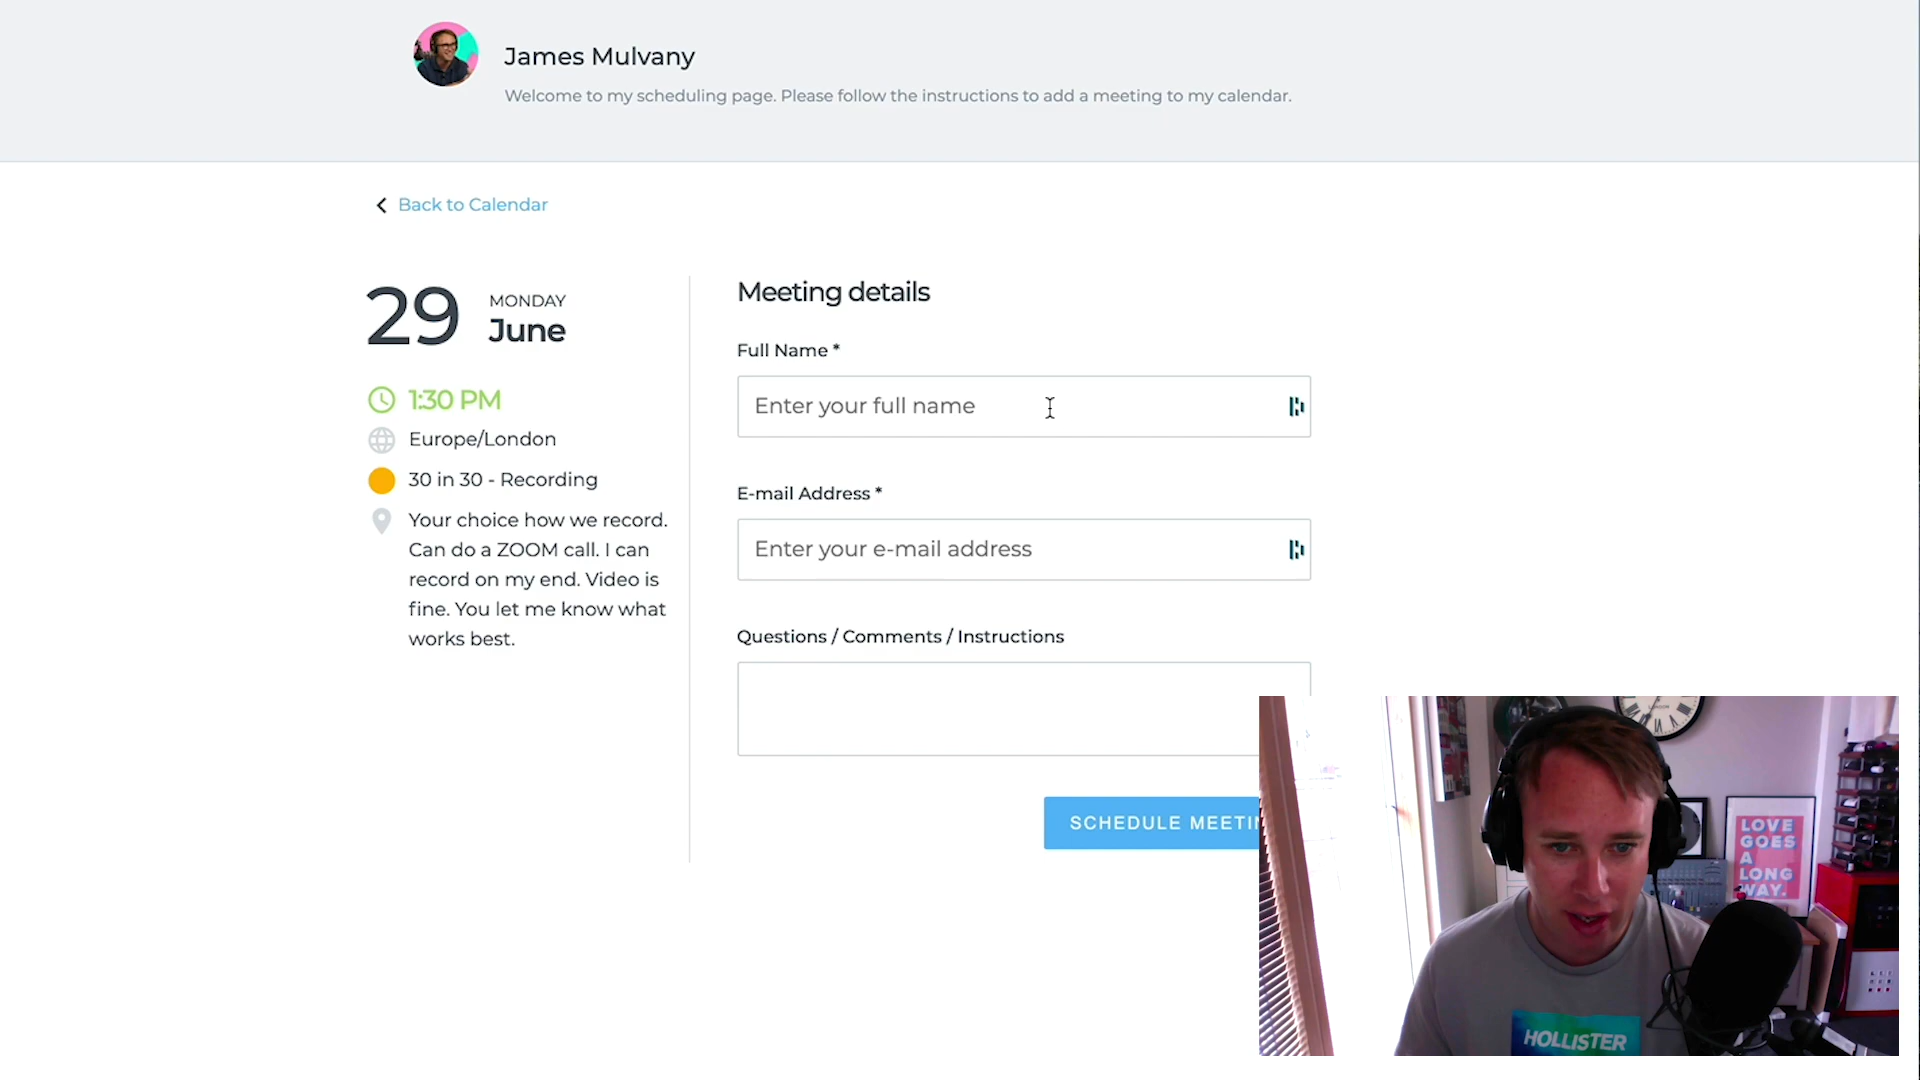 James Mulvany
Welcome to my scheduling page. Please follow the instructions to add a meeting to my calendar.
Back to Calendar
29
MONDAY
June
1:30 PM
Europe/London
30 in 30 - Recording
Your choice how we record.
Can do a ZOOM call. I can
record on my end. Video is
fine. You let me know what
works best.
Meeting details
Full Name *
Enter your full name
E-mail Address *
Enter your e-mail address
Questions / Comments / Instructions
SCHEDULE MEETIN
LOVE
GOES
A
LONG
WAY.
HOLLISTER